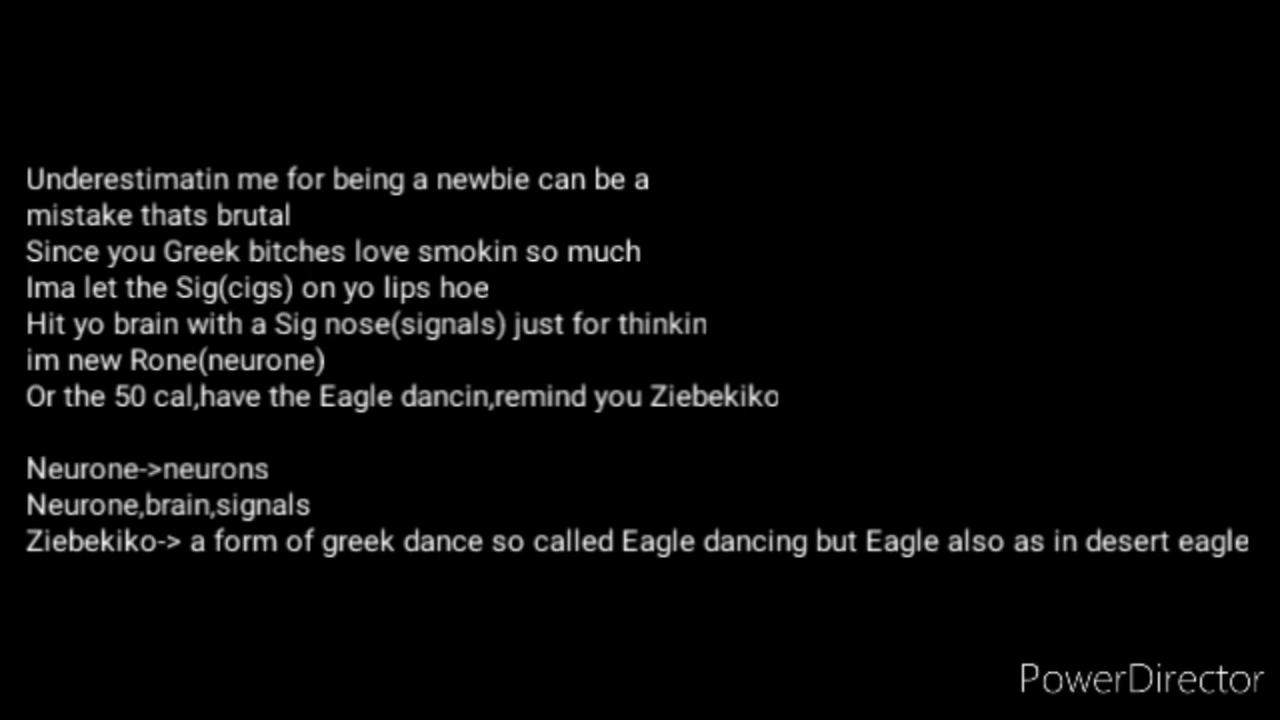 Underestimatin me for being a newbie can be a
mistake thats brutal
Since you Greek bitches love smokin so much
Ima let the Sig(cigs) on yo lips hoe
Hit yo brain with a Sig nose(signals) just for thinkin
im new Rone(neurone)
Or the 50 cal,have the Eagle dancin,remind you Ziebekiko
Neurone->neurons
Neurone,brain,signals
Ziebekiko-> a form of greek dance so called Eagle dancing but Eagle also as in desert eagle
PowerDirector